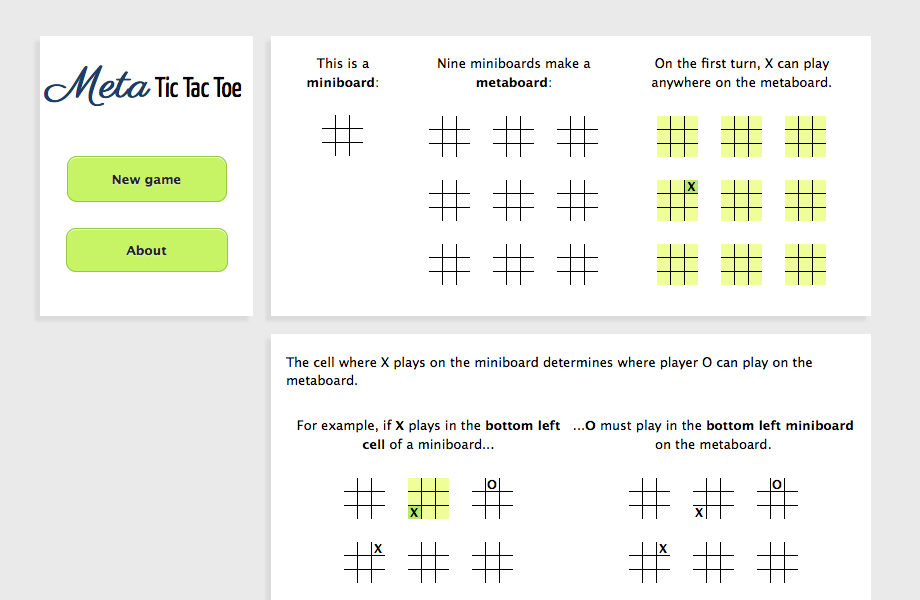 Meta Tic Tac Toe
New game
About
This is a
miniboard:
Nine miniboards make a
metaboard:
On the first turn, X can play
anywhere on the metaboard.
X
The cell where X plays on the miniboard determines where player O can play on the
metaboard.
For example, if X plays in the bottom left
cell of a miniboard...
...O must play in the bottom left miniboard
on the metaboard.
O
X
X
O
X
X